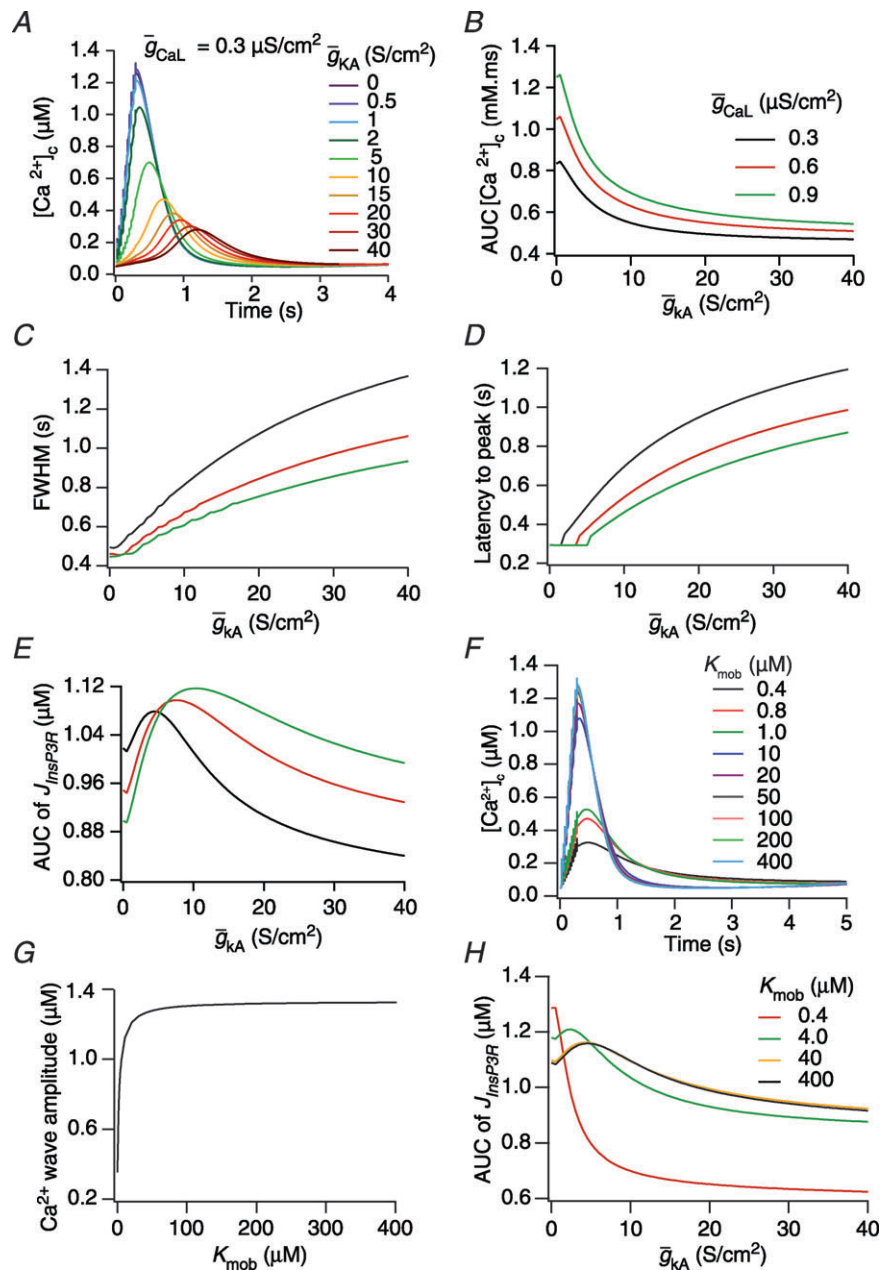 A
ḡCaL = 0.3 µS/cm²
ḡKA (S/cm²)
0
0.5
1
2
5
10
15
20
30
40
[Ca 2+]c (µM)
1.4
1.2
1.0
0.8
0.6
0.4
0.2
0.0
0 1 2 3 4
Time (s)
B
AUC [Ca 2+]c (mM.ms)
1.2
1.0
0.8
0.6
0.4
ḡCaL (µS/cm²)
0.3
0.6
0.9
0 10 20 30 40
ḡkA (S/cm²)
C
FWHM (s)
1.4
1.2
1.0
0.8
0.6
0.4
0 10 20 30 40
ḡkA (S/cm²)
D
Latency to peak (s)
1.2
1.0
0.8
0.6
0.4
0.2
0 10 20 30 40
ḡkA (S/cm²)
E
AUC of JInsP3R (µM)
1.12
1.04
0.96
0.88
0.80
0 10 20 30 40
ḡkA (S/cm²)
F
Kmob (µM)
0.4
0.8
1.0
10
20
50
100
200
400
[Ca2+]c (µM)
1.4
1.2
1.0
0.8
0.6
0.4
0.2
0.0
0 1 2 3 4 5
Time (s)
G
Ca2+ wave amplitude (µM)
1.4
1.0
0.6
0.2
0 100 200 300 400
Kmob (µM)
H
AUC of JInsP3R (µM)
1.4
1.2
1.0
0.8
0.6
Kmob (µM)
0.4
4.0
40
400
0 10 20 30 40
ḡkA (S/cm²)